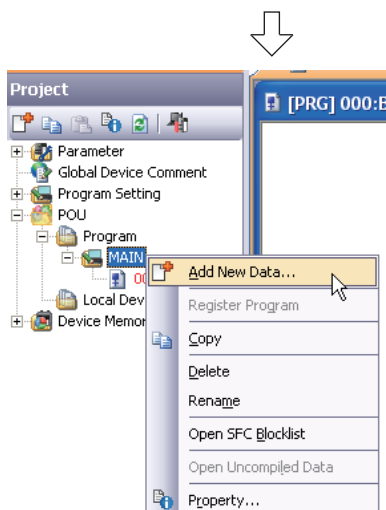 Project
[PRG] 000:B
Parameter
Global Device Comment
Program Setting
POU
Program
MAIN
Add New Data...
Register Program
Local Dev
Device Memor
Copy
Delete
Rename
Open SFC Blocklist
Open Uncompiled Data
Property...